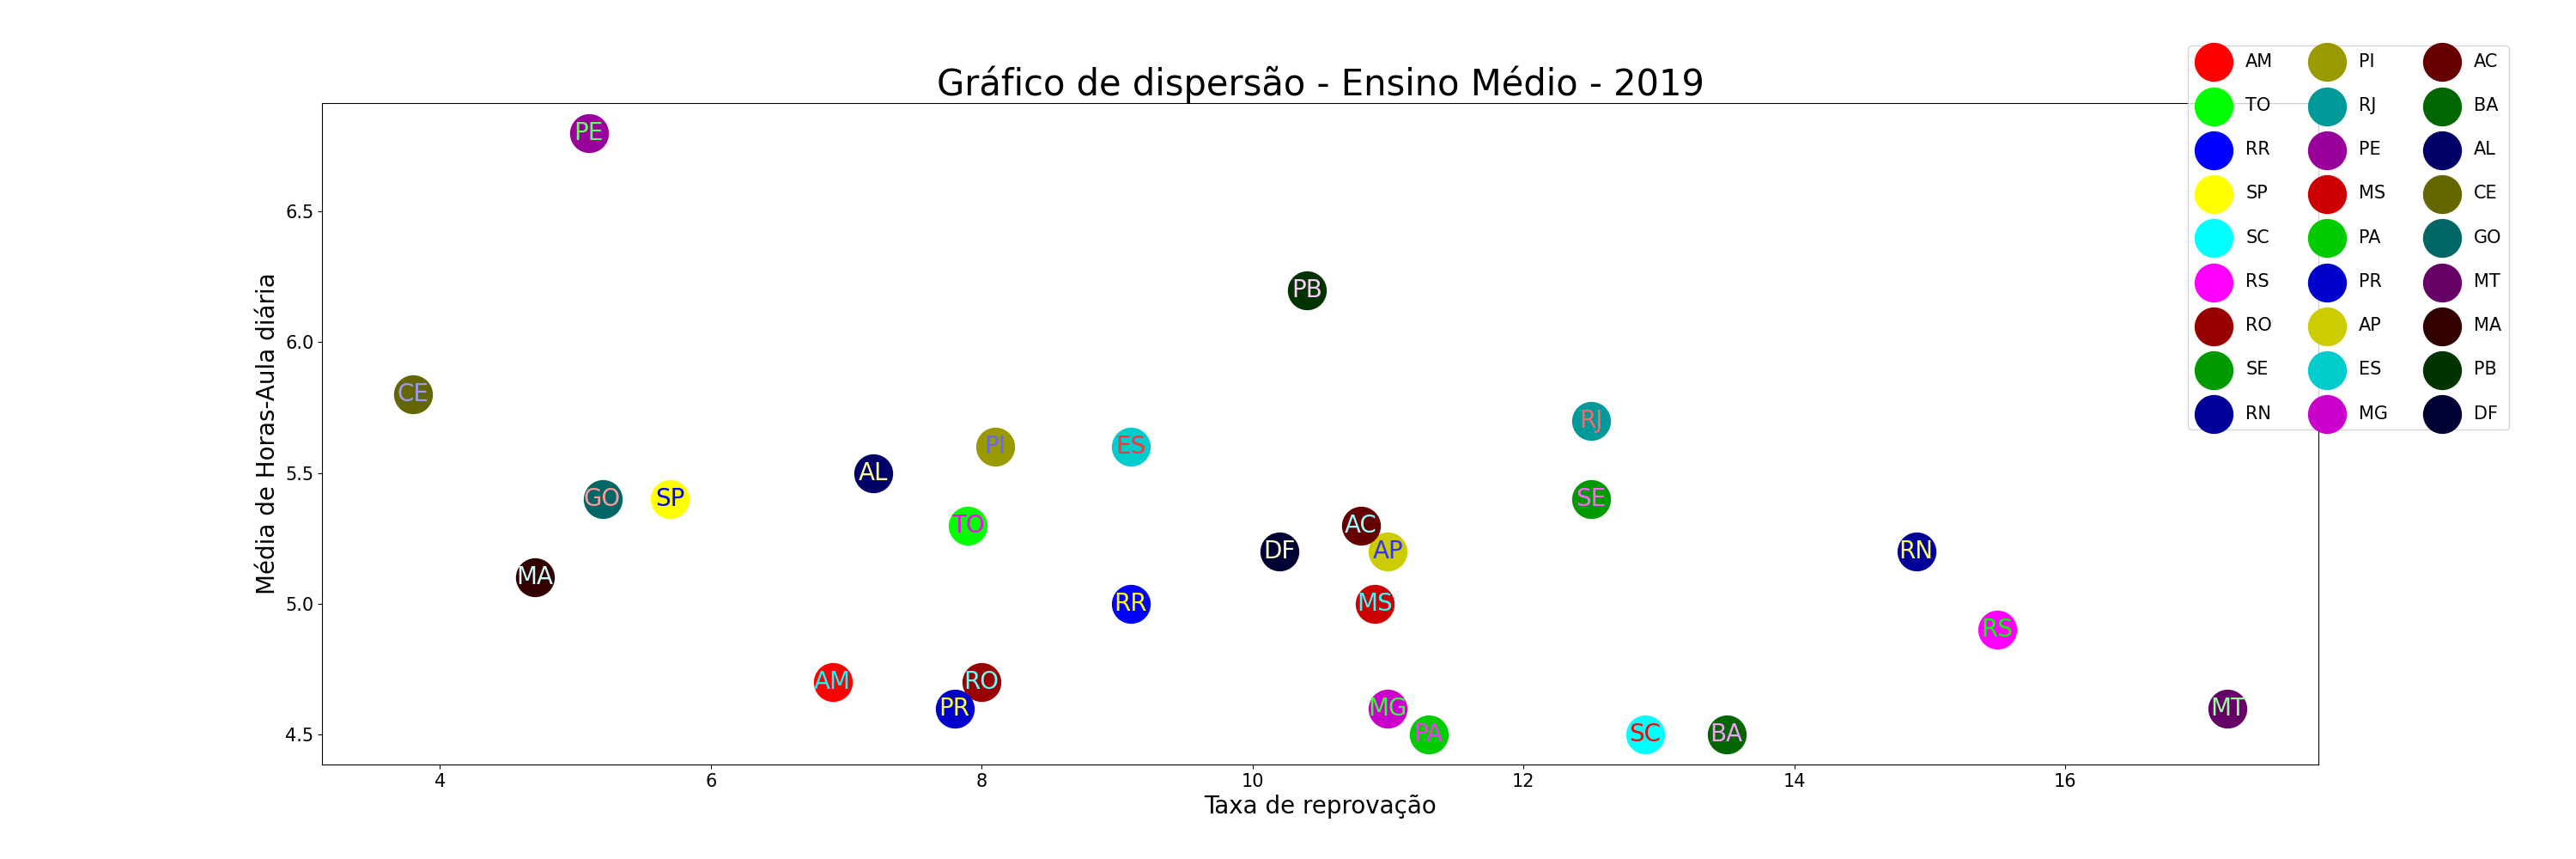 Gráfico de dispersão - Ensino Médio - 2019
AM PI AC
TO RJ BA
RR PE AL
SP MS CE
SC PA GO
RS PR MT
RO AP MA
SE ES PB
RN MG DF
Média de Horas-Aula diária
6.5
6.0
5.5
5.0
4.5
PE
PB
CE
RJ
PI ES
AL
GO SP SE
TO AC
DF AP RN
MA
RR MS
RS
AM RO
PR MG MT
PA SC BA
4 6 8 10 12 14 16
Taxa de reprovação